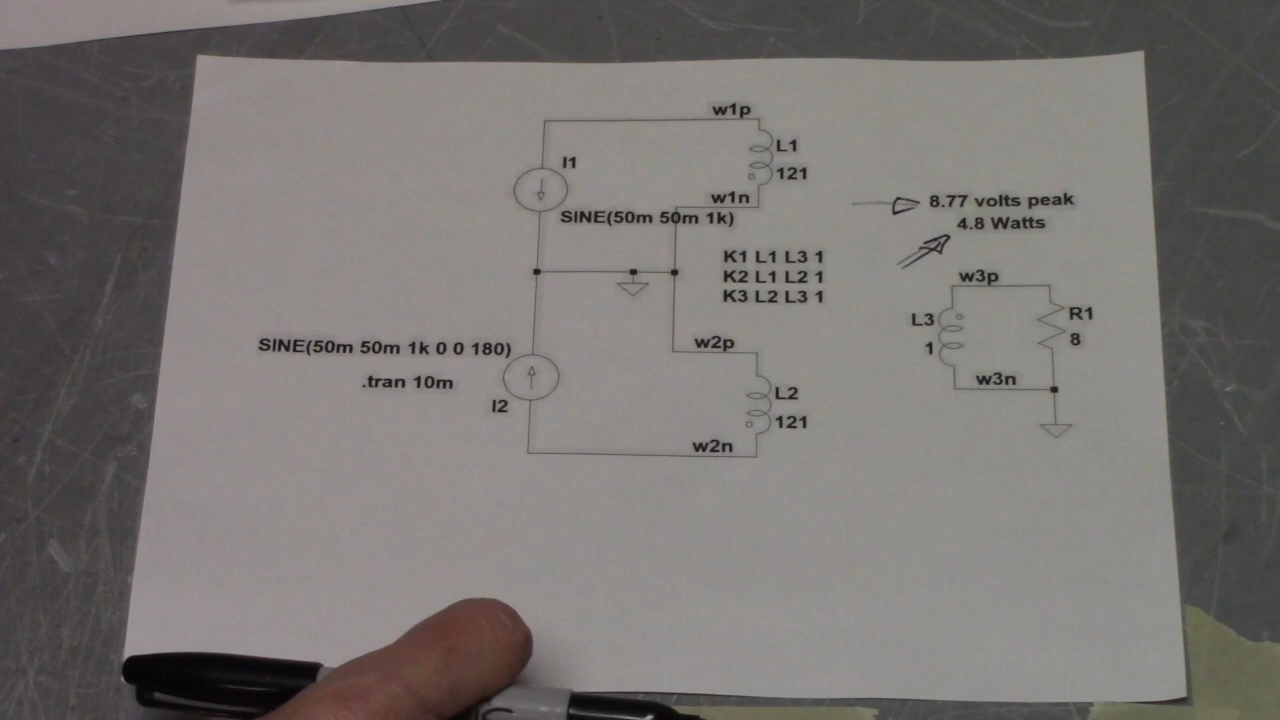 w1p
I1
L1
121
w1n
SINE(50m 50m 1k)
8.77 volts peak
4.8 Watts
K1 L1 L3 1
K2 L1 L2 1
K3 L2 L3 1
w3p
L3
1
R1
8
w3n
SINE(50m 50m 1k 0 0 180)
.tran 10m
I2
w2p
L2
121
w2n